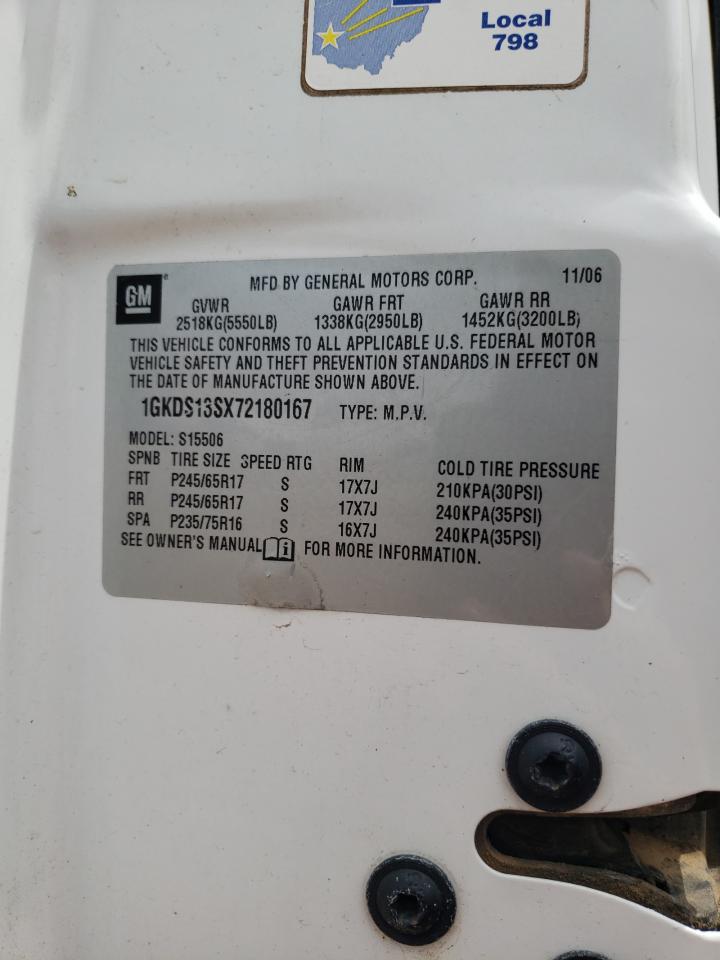 Local
798
GM
MFD BY GENERAL MOTORS CORP. 11/06
GVWR GAWR FRT GAWR RR
2518KG(5550LB) 1338KG(2950LB) 1452KG(3200LB)
THIS VEHICLE CONFORMS TO ALL APPLICABLE U.S. FEDERAL MOTOR
VEHICLE SAFETY AND THEFT PREVENTION STANDARDS IN EFFECT ON
THE DATE OF MANUFACTURE SHOWN ABOVE.
1GKDS13SX72180167 TYPE: M.P.V.
MODEL: S15506
SPNB TIRE SIZE SPEED RTG RIM COLD TIRE PRESSURE
FRT P245/65R17 S 17X7J 210KPA(30PSI)
RR P245/65R17 S 17X7J 240KPA(35PSI)
SPA P235/75R16 S 16X7J 240KPA(35PSI)
SEE OWNER'S MANUAL i FOR MORE INFORMATION.